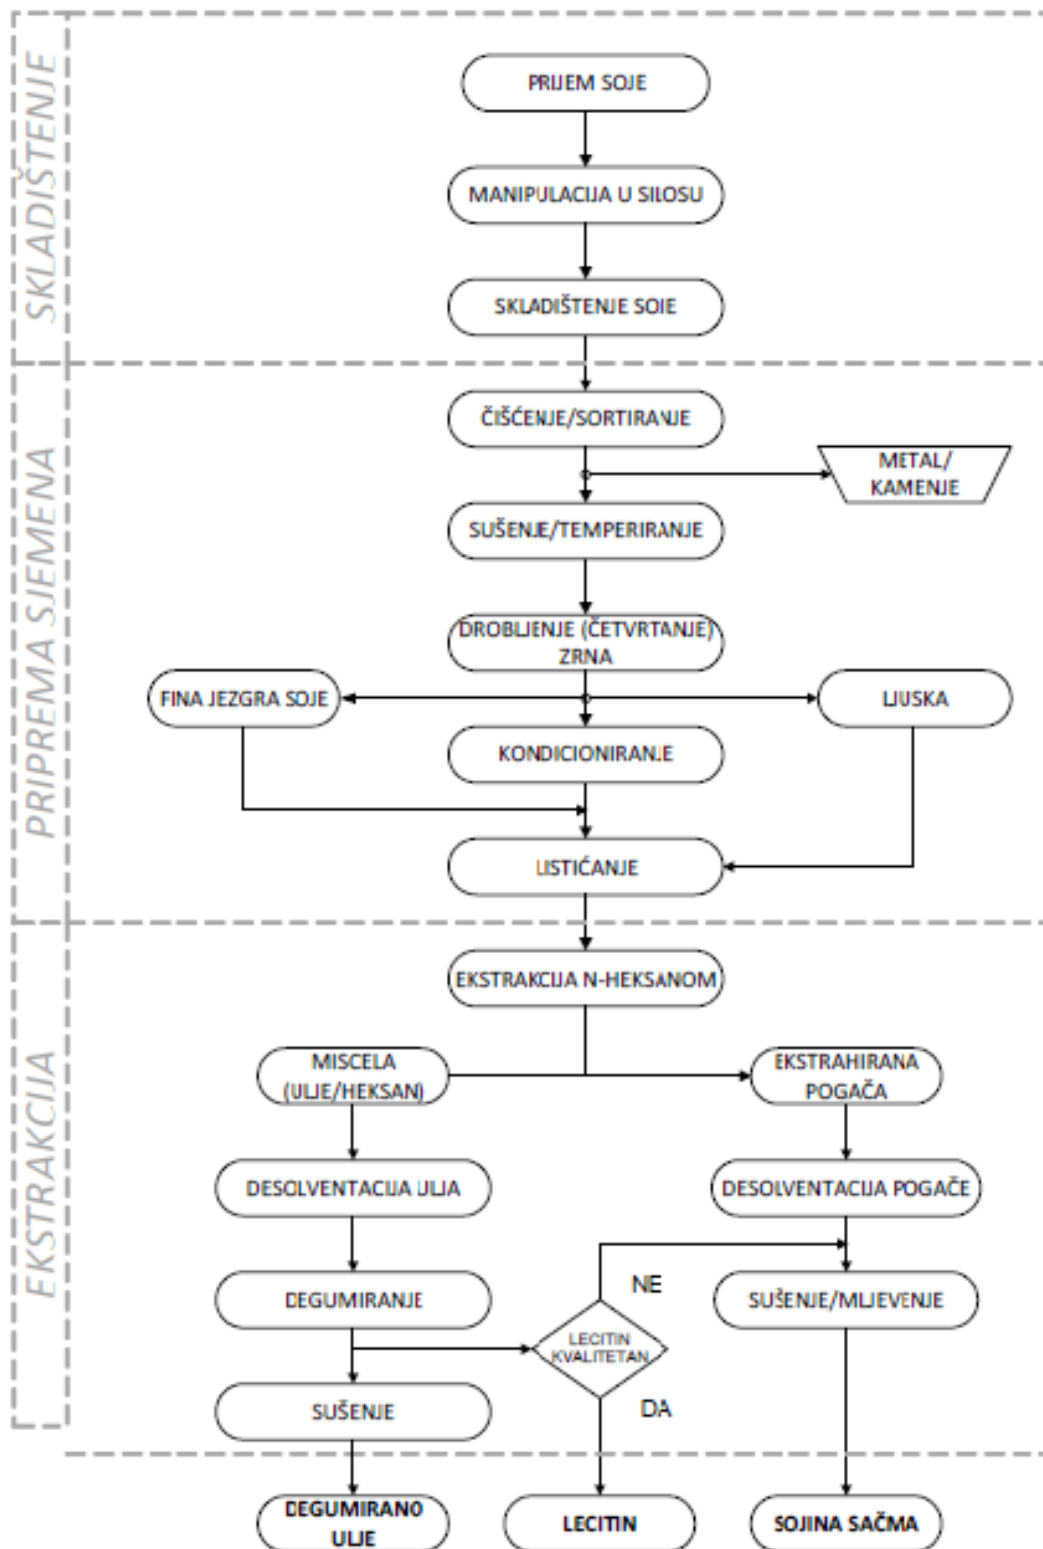 SKLADIŠTENJE
PRIJEM SOJE
MANIPULACIJA U SILOSU
SKLADIŠTENJE SOJE
PRIPREMA SJEMENA
ČIŠĆENJE/SORTIRANJE
METAL/
KAMENJE
SUŠENJE/TEMPERIRANJE
DROBLJENJE (ČETVRTANJE)
ZRNA
FINA JEZGRA SOJE
LJUSKA
KONDICIONIRANJE
LISTIĆANJE
EKSTRAKCIJA
EKSTRAKCIJA N-HEKSANOM
MISCELA
(ULJE/HEKSAN)
EKSTRAHIRANA
POGAČA
DESOLVENTACIJA ULJA
DESOLVENTACIJA POGAČE
NE
DEGUMIRANJE
SUŠENJE/MLJEVENJE
LECITIN
KVALITETAN
DA
SUŠENJE
DEGUMIRANO
ULJE
LECITIN
SOJINA SAČMA